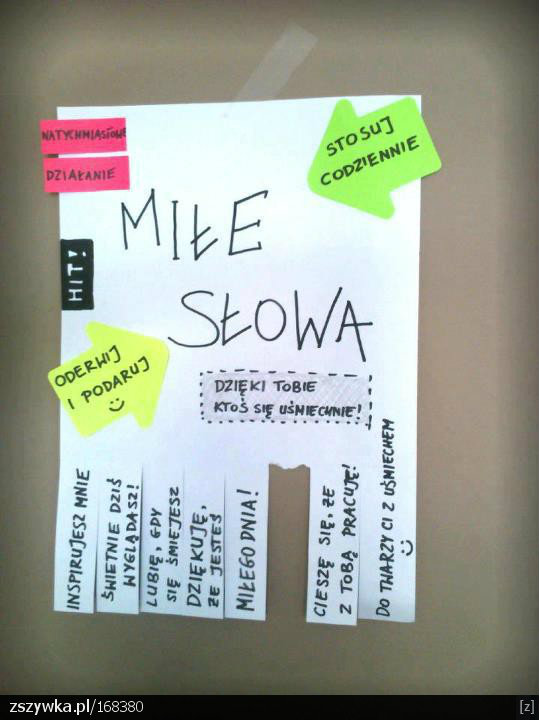 NATYCHMIASTOWE
DZIAŁANIE
STOSUJ
CODZIENNIE
MIŁE
SŁOWA
HIT!
ODERWIJ
I PODARUJ
DZIĘKI TOBIE
KTOŚ SIĘ UŚMIECHNIE!
INSPIRUJESZ MNIE
ŚWIETNIE DZIŚ
WYGLĄDASZ!
LUBIĘ, GDY
SIĘ ŚMIEJESZ
DZIĘKUJĘ,
ŻE JESTEŚ
MIŁEGO DNIA!
CIESZĘ SIĘ, ŻE
Z TOBĄ PRACUJĘ!
DO TWARZY CI Z UŚMIECHEM
zszywka.pl/168380
[z]